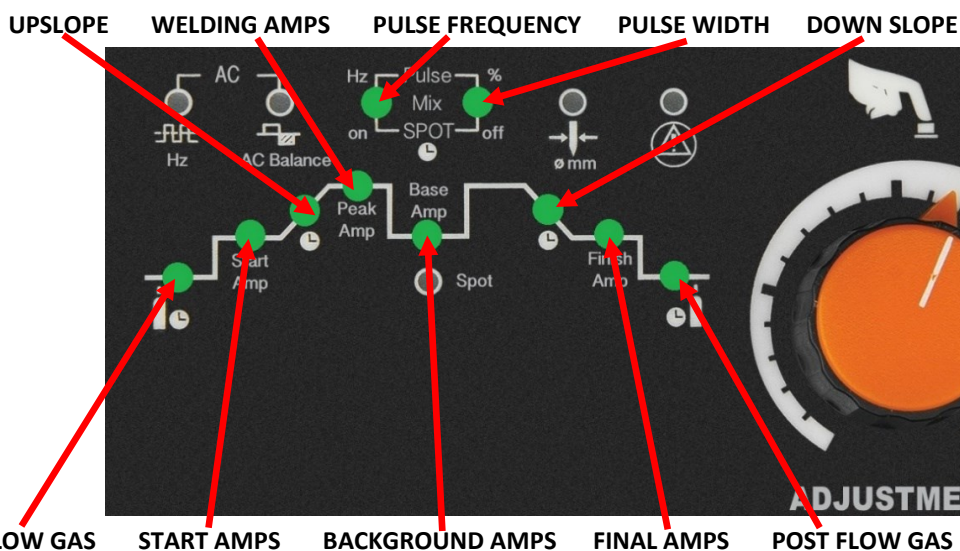 UPSLOPE WELDING AMPS PULSE FREQUENCY PULSE WIDTH DOWN SLOPE
AC Hz Pulse %
Mix
on SPOT off
Hz AC Balance ø mm
Peak Amp
Base Amp
Start Amp
Spot
Finish Amp
ADJUSTME
LOW GAS START AMPS BACKGROUND AMPS FINAL AMPS POST FLOW GAS